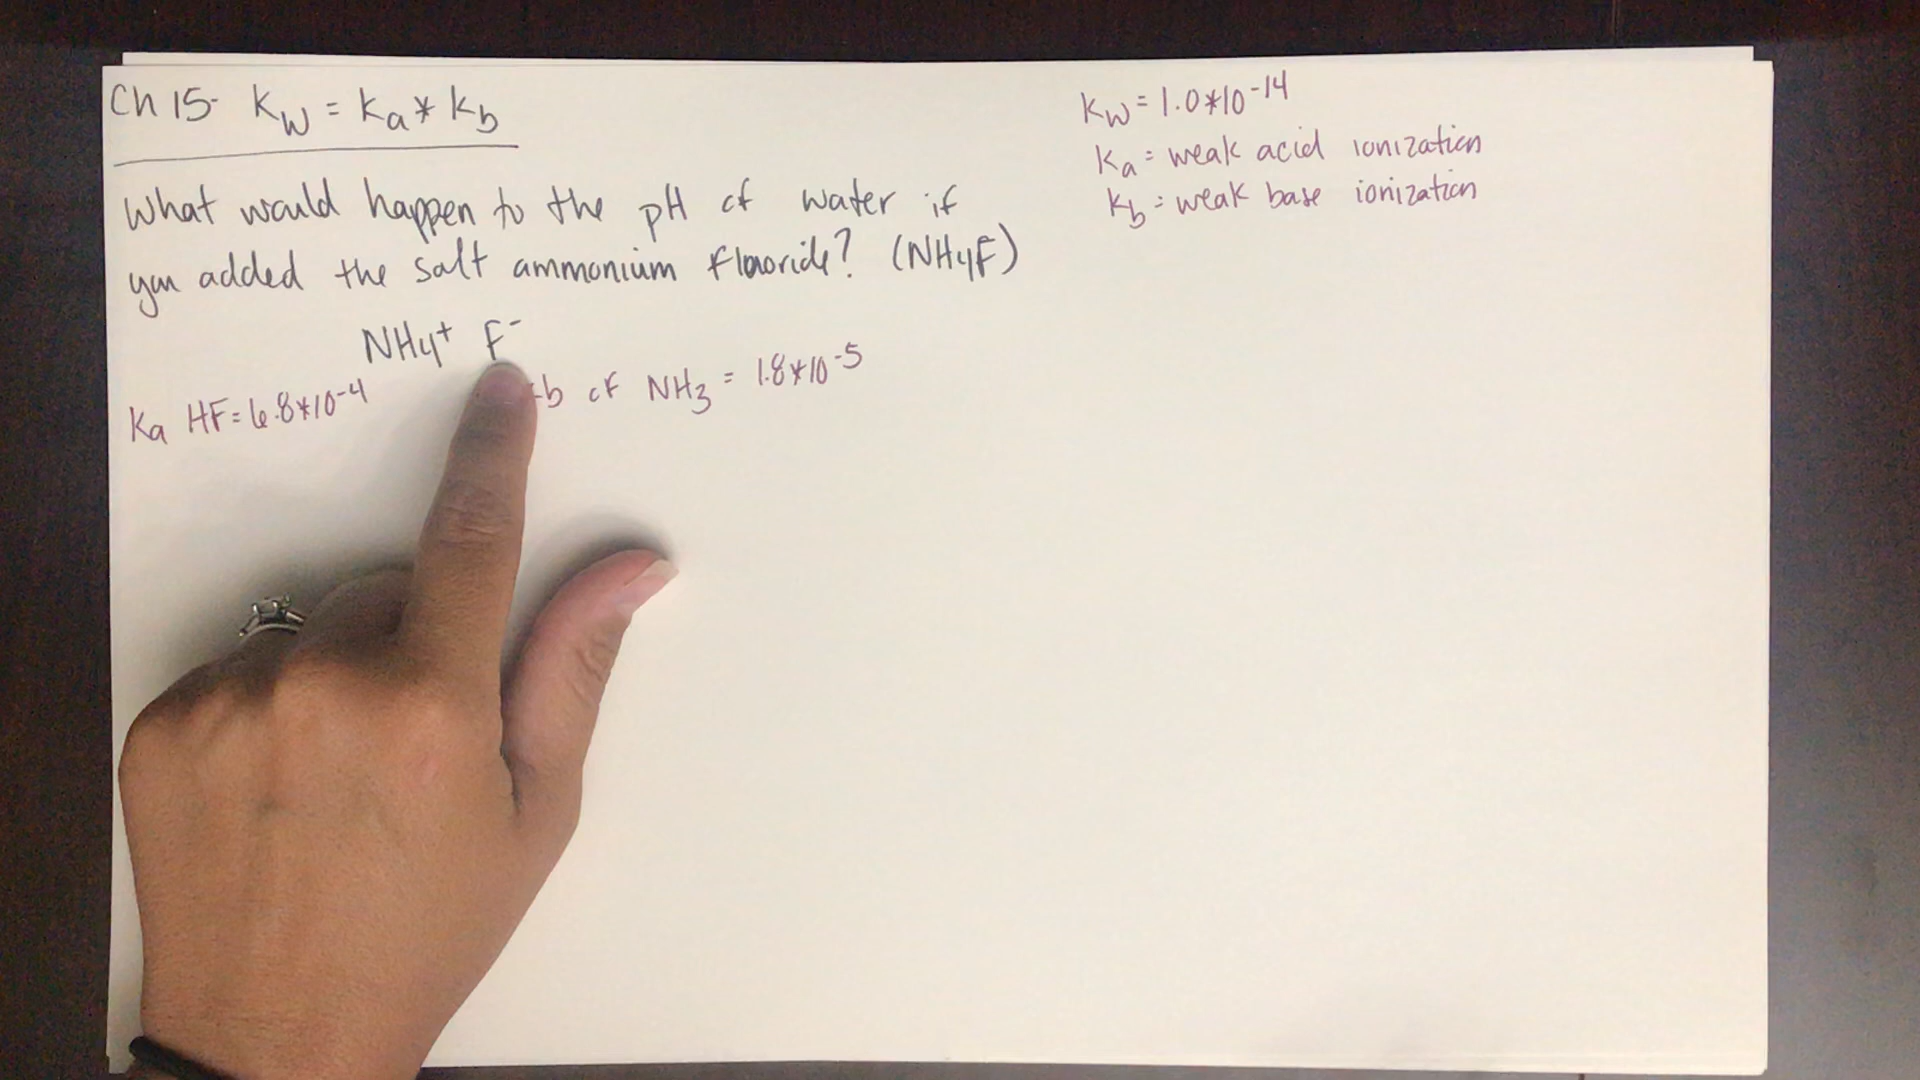 Ch 15- Kw = Ka * Kb
What would happen to the pH of water if
you added the salt ammonium fluoride? (NH4F)
NH4+ F-
Ka HF = 6.8*10-4
b of NH3 = 1.8*10-5
Kw = 1.0*10-14
Ka = weak acid ionization
Kb = weak base ionization